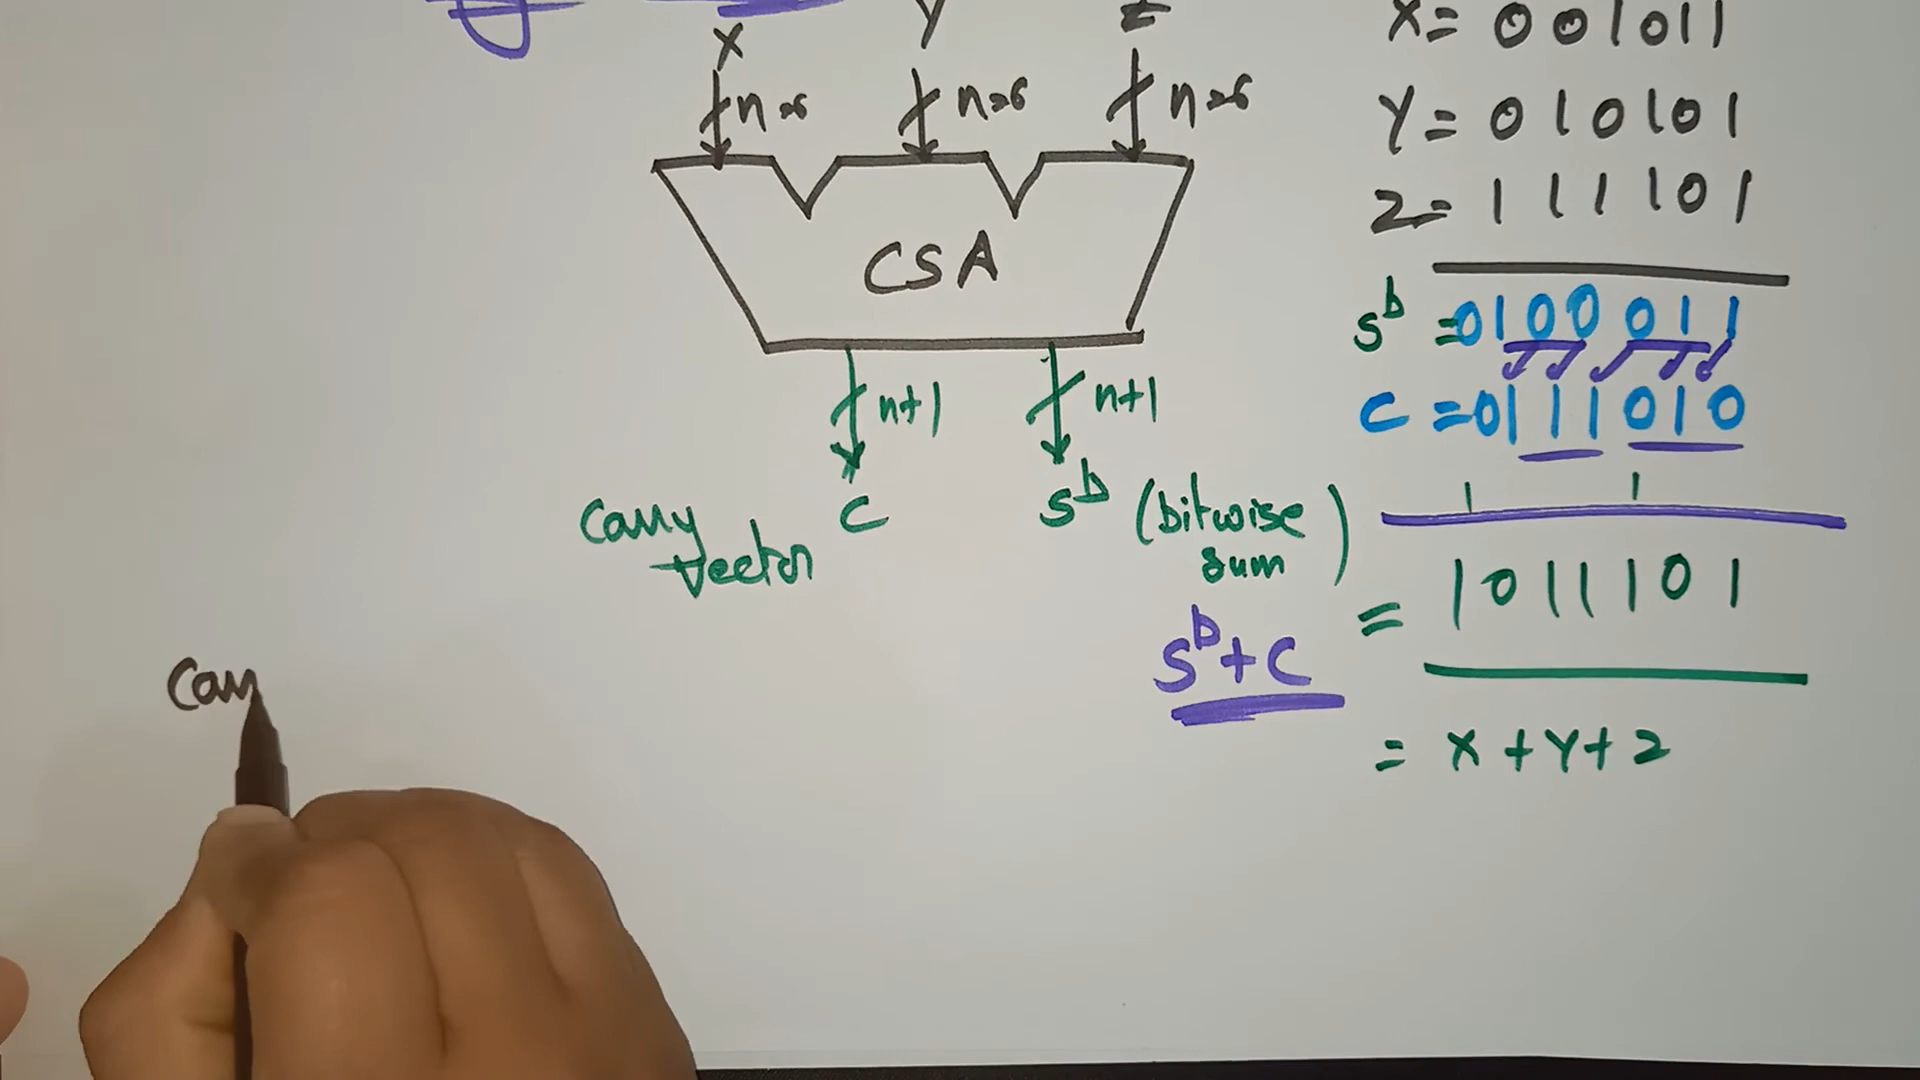 X Y Z
n=6 n=6 n=6
CSA
n+1 n+1
Carry vector C
S^b (bitwise sum)
X= 001011
Y= 010101
Z= 111101
S^b = 0100011
C = 0111010
1 1
S^b+C = 1011101
= X+Y+Z
Carr